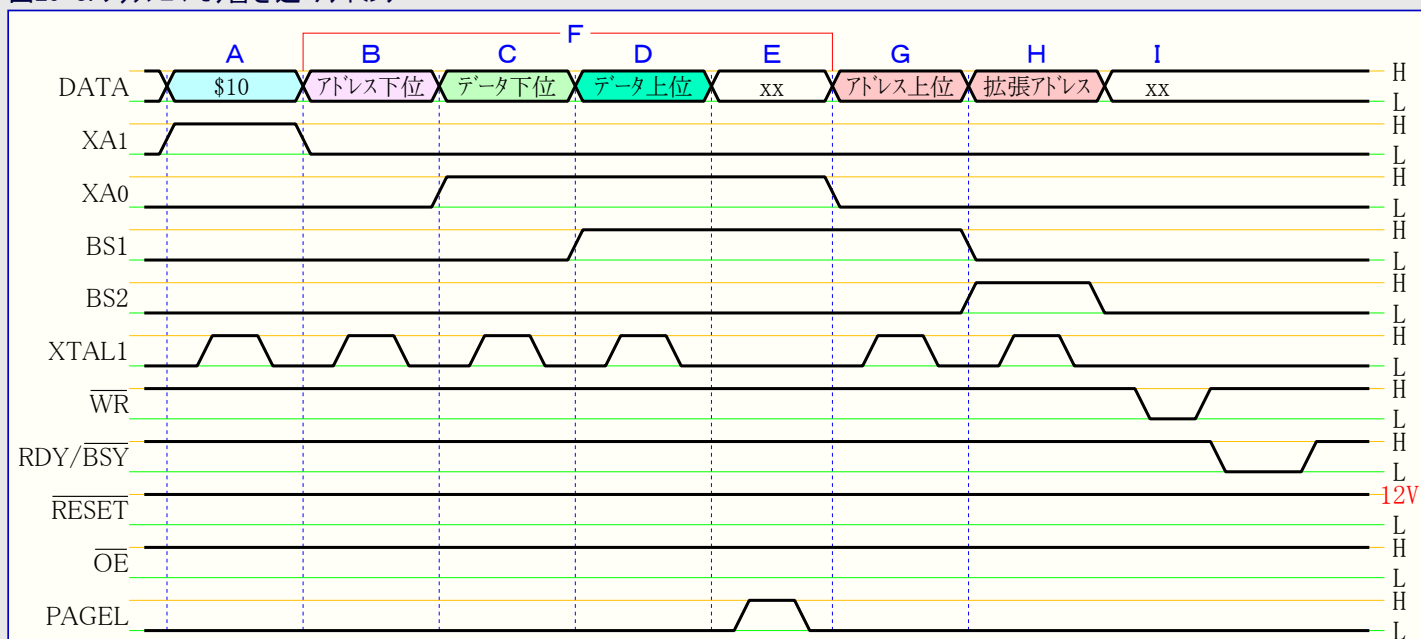 F
A B C D E G H I
DATA $10 アドレス下位 データ下位 データ上位 xx アドレス上位 拡張アドレス xx H
L
XA1 H
L
XA0 H
L
BS1 H
L
BS2 H
L
XTAL1 H
L
WR H
L
RDY/BSY H
L
RESET 12V
L
OE H
L
PAGEL H
L